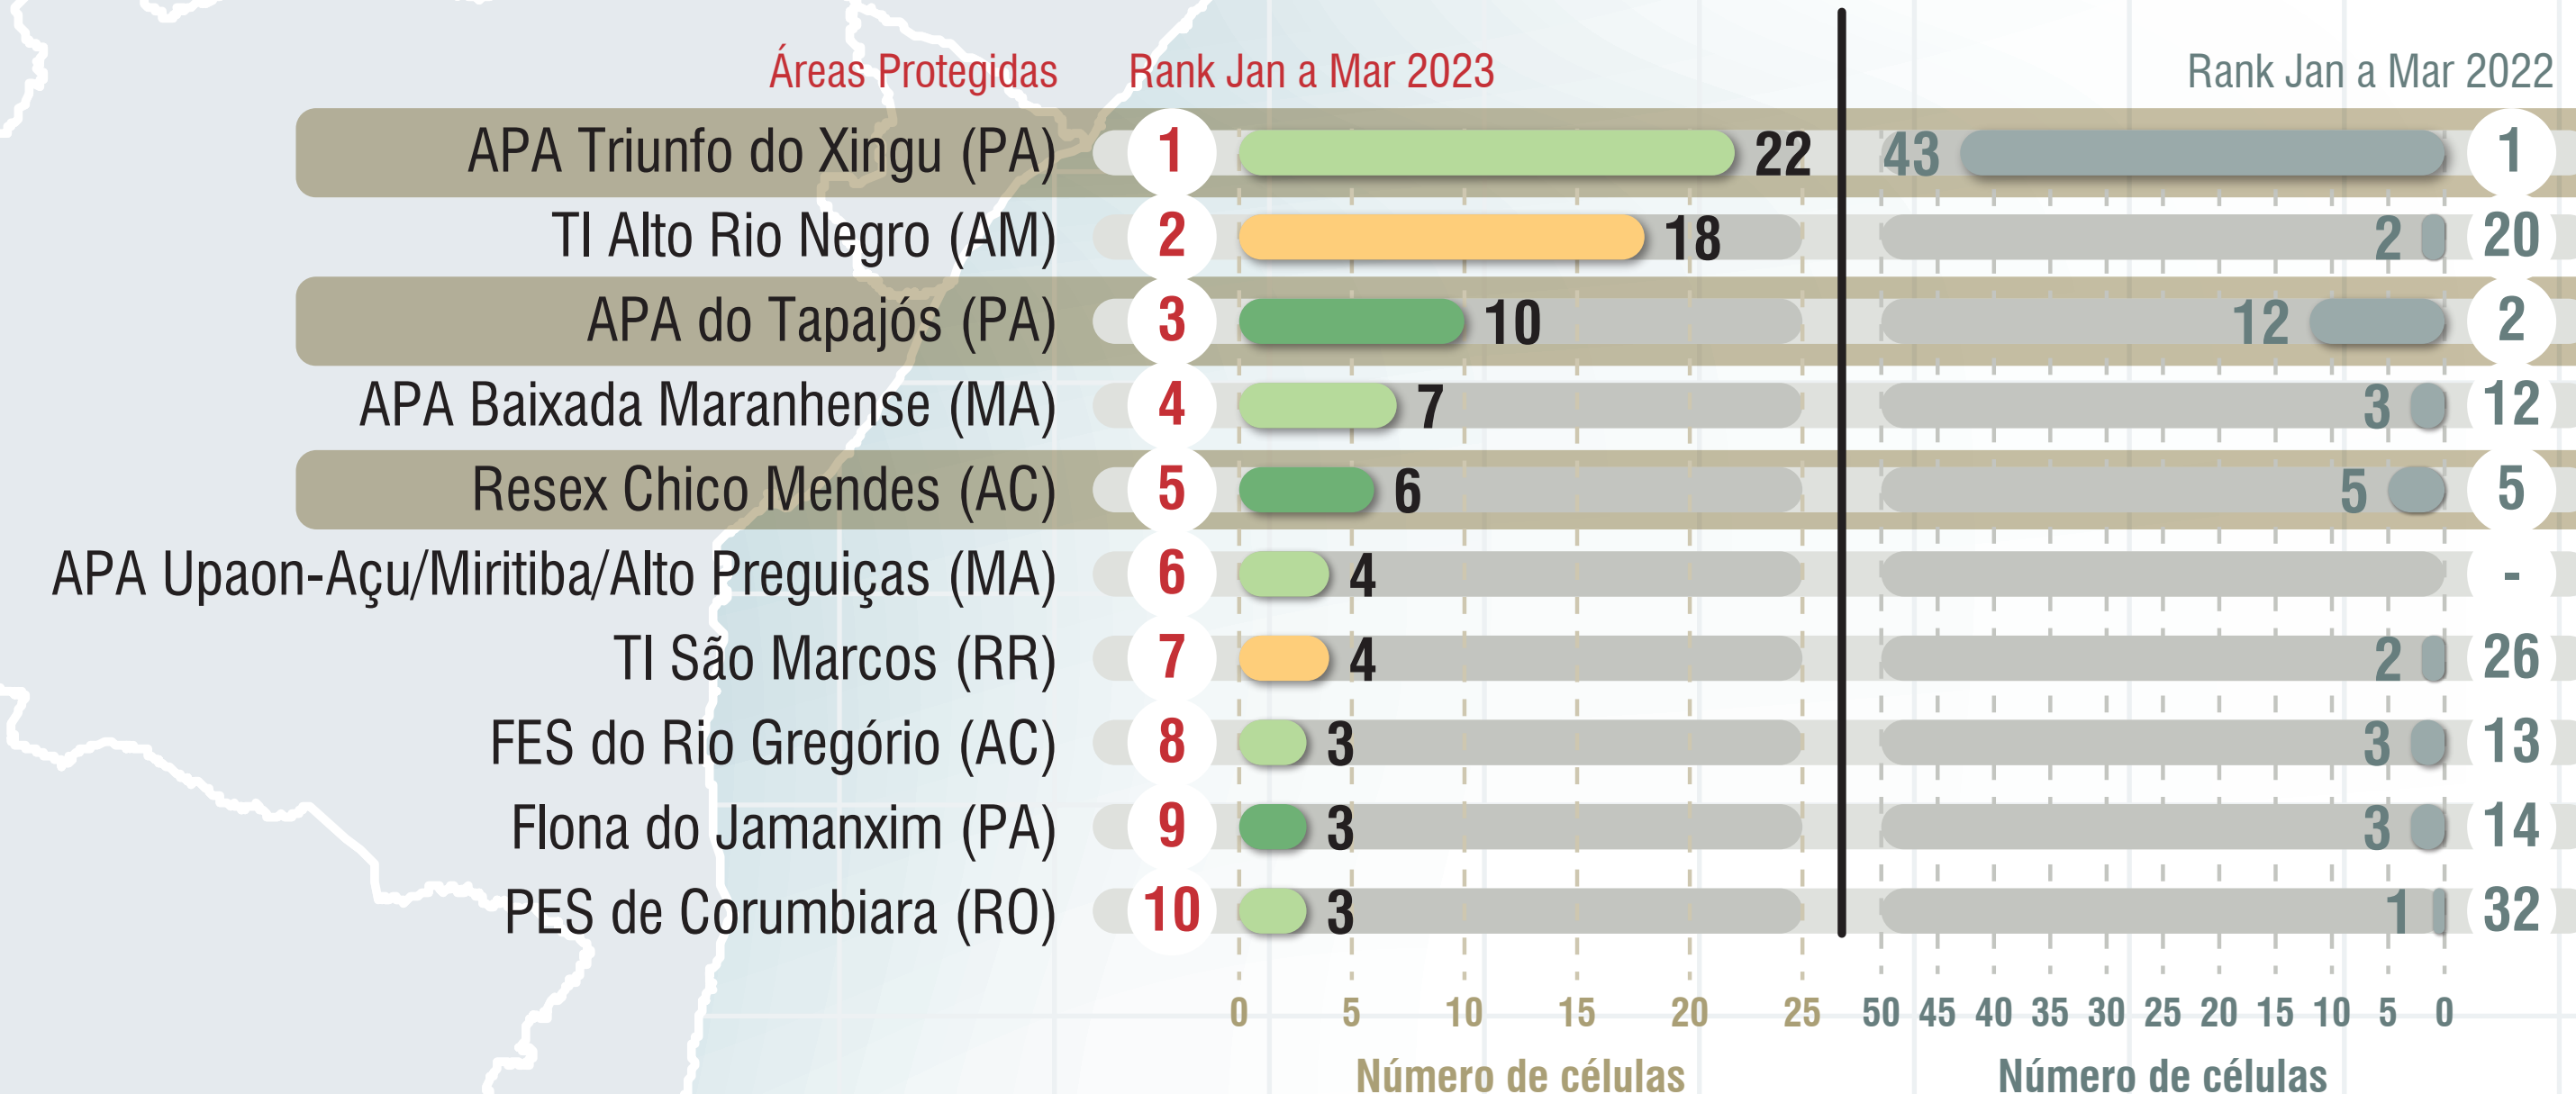 Áreas Protegidas Rank Jan a Mar 2023 Rank Jan a Mar 2022
APA Triunfo do Xingu (PA) 1 22 43 1
TI Alto Rio Negro (AM) 2 18 2 20
APA do Tapajós (PA) 3 10 12 2
APA Baixada Maranhense (MA) 4 7 3 12
Resex Chico Mendes (AC) 5 6 5 5
APA Upaon-Açu/Miritiba/Alto Preguiças (MA) 6 4 -
TI São Marcos (RR) 7 4 2 26
FES do Rio Gregório (AC) 8 3 3 13
Flona do Jamanxim (PA) 9 3 3 14
PES de Corumbiara (RO) 10 3 1 32
0 5 10 15 20 25 50 45 40 35 30 25 20 15 10 5 0
Número de células Número de células